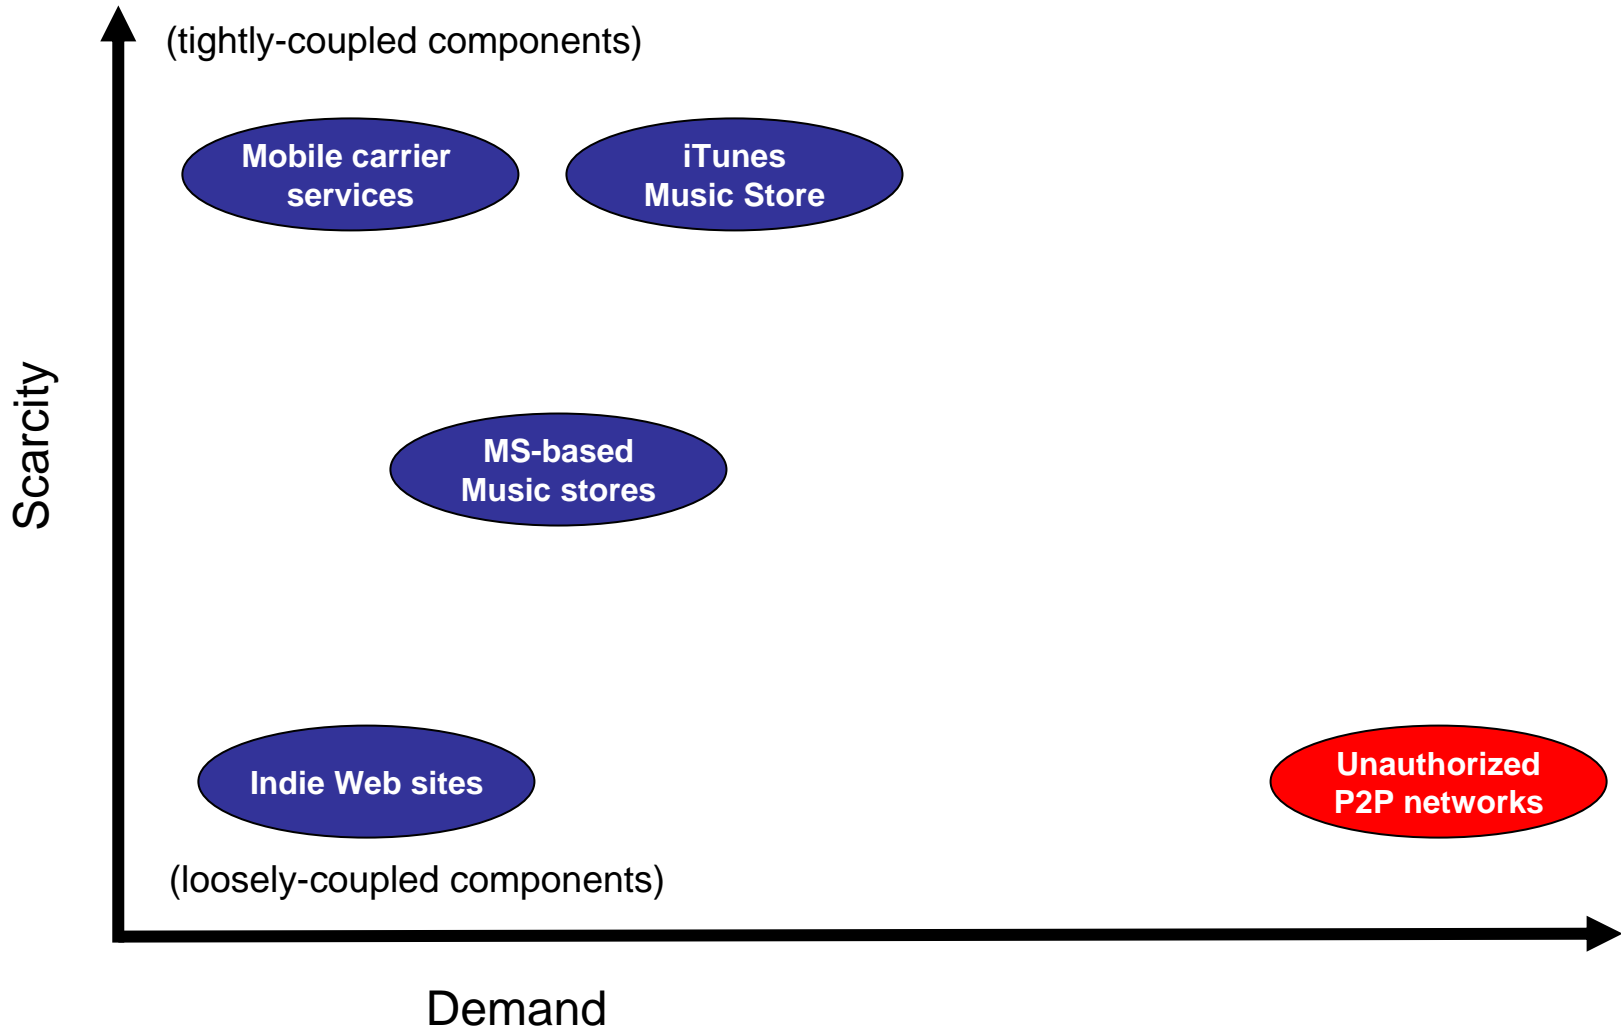 (tightly-coupled components)
Mobile carrier
services
iTunes
Music Store
Scarcity
MS-based
Music stores
Indie Web sites
Unauthorized
P2P networks
(loosely-coupled components)
Demand